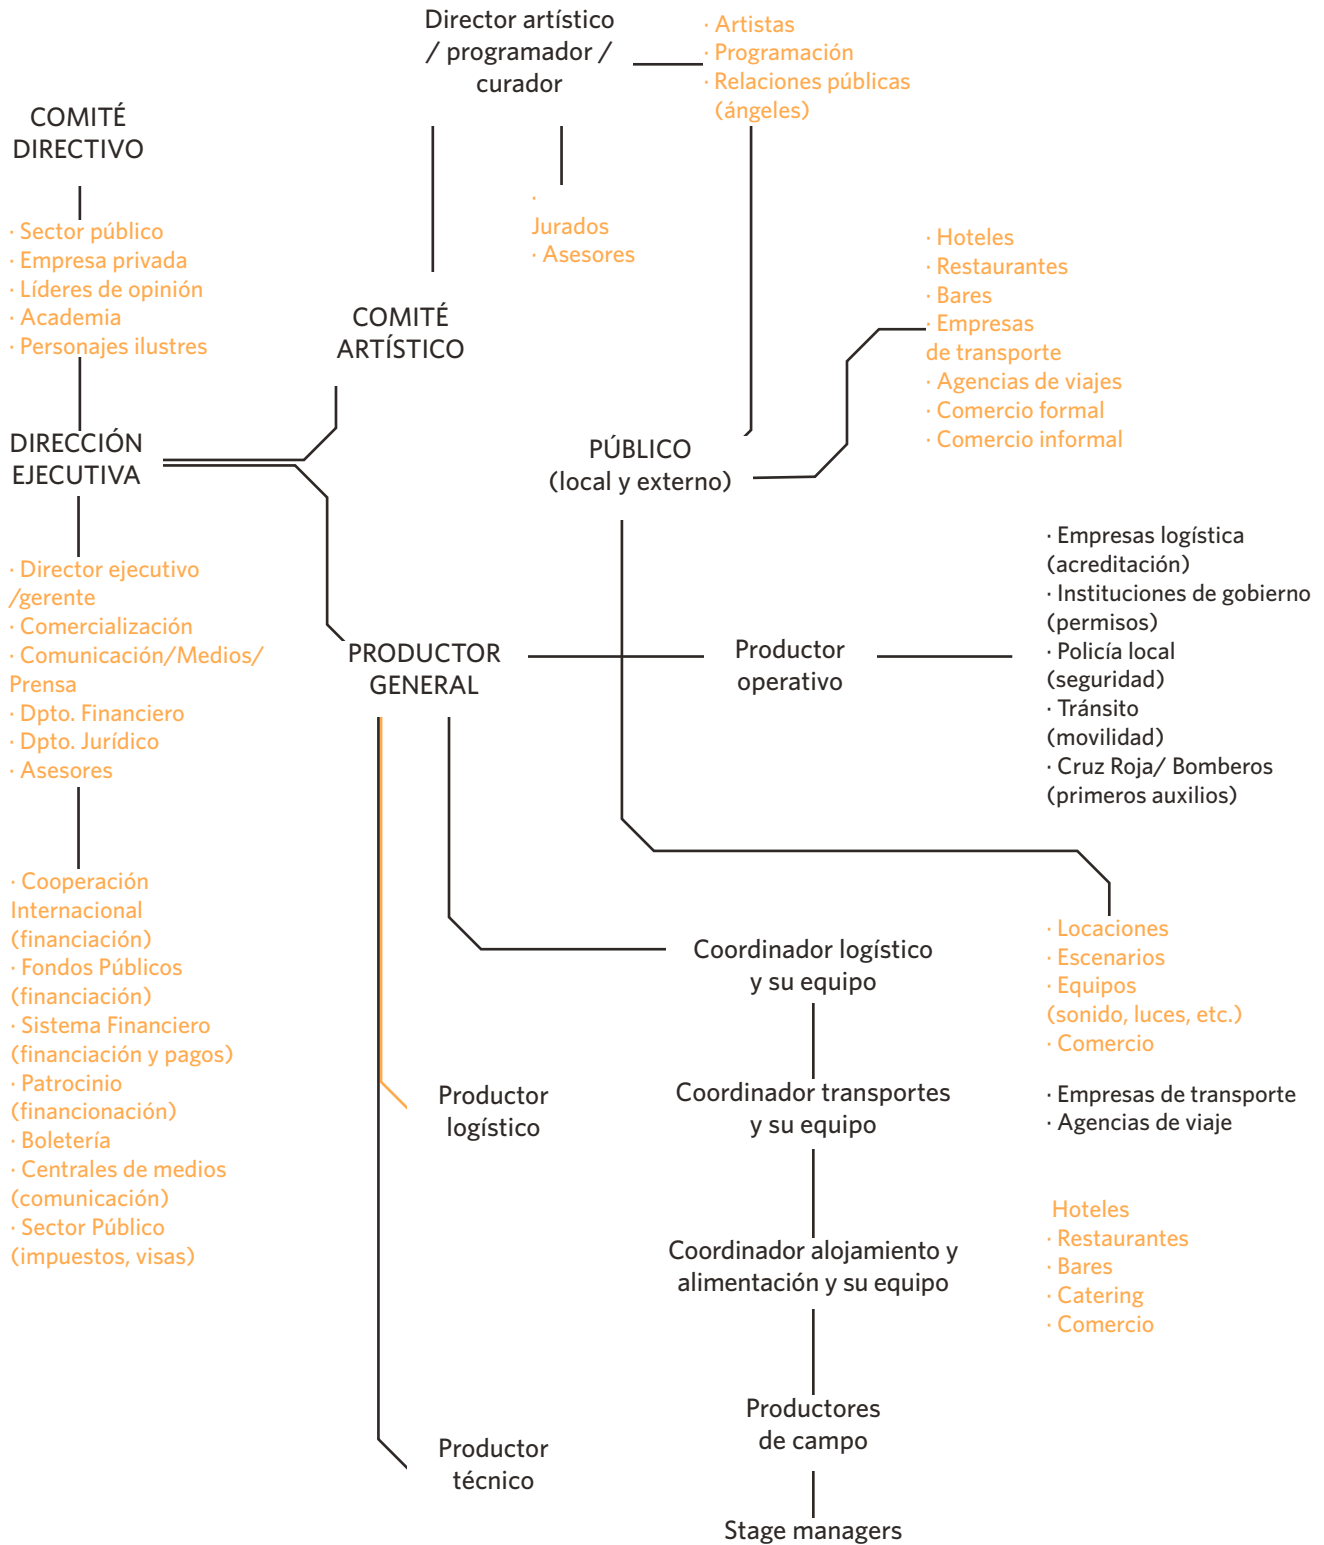 Director artístico
/ programador /
curador
· Artistas
· Programación
· Relaciones públicas
(ángeles)
COMITÉ
DIRECTIVO
· Sector público
· Empresa privada
· Líderes de opinión
· Academia
· Personajes ilustres
·
Jurados
· Asesores
COMITÉ
ARTÍSTICO
· Hoteles
· Restaurantes
· Bares
· Empresas
de transporte
· Agencias de viajes
· Comercio formal
· Comercio informal
DIRECCIÓN
EJECUTIVA
PÚBLICO
(local y externo)
· Director ejecutivo
/gerente
· Comercialización
· Comunicación/Medios/
Prensa
· Dpto. Financiero
· Dpto. Jurídico
· Asesores
PRODUCTOR
GENERAL
Productor
operativo
· Empresas logística
(acreditación)
· Instituciones de gobierno
(permisos)
· Policía local
(seguridad)
· Tránsito
(movilidad)
· Cruz Roja/ Bomberos
(primeros auxilios)
· Cooperación
Internacional
(financiación)
· Fondos Públicos
(financiación)
· Sistema Financiero
(financiación y pagos)
· Patrocinio
(financionación)
· Boletería
· Centrales de medios
(comunicación)
· Sector Público
(impuestos, visas)
Coordinador logístico
y su equipo
· Locaciones
· Escenarios
· Equipos
(sonido, luces, etc.)
· Comercio
Productor
logístico
Coordinador transportes
y su equipo
· Empresas de transporte
· Agencias de viaje
Coordinador alojamiento y
alimentación y su equipo
Hoteles
· Restaurantes
· Bares
· Catering
· Comercio
Productores
de campo
Productor
técnico
Stage managers